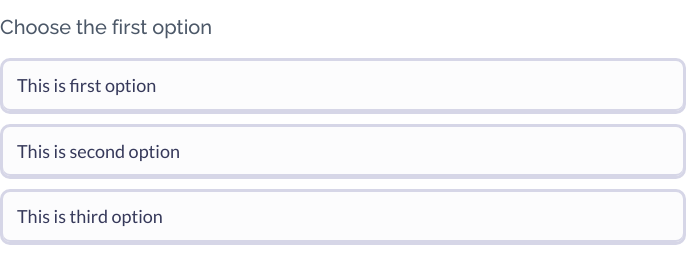 Choose the first option
This is first option
This is second option
This is third option